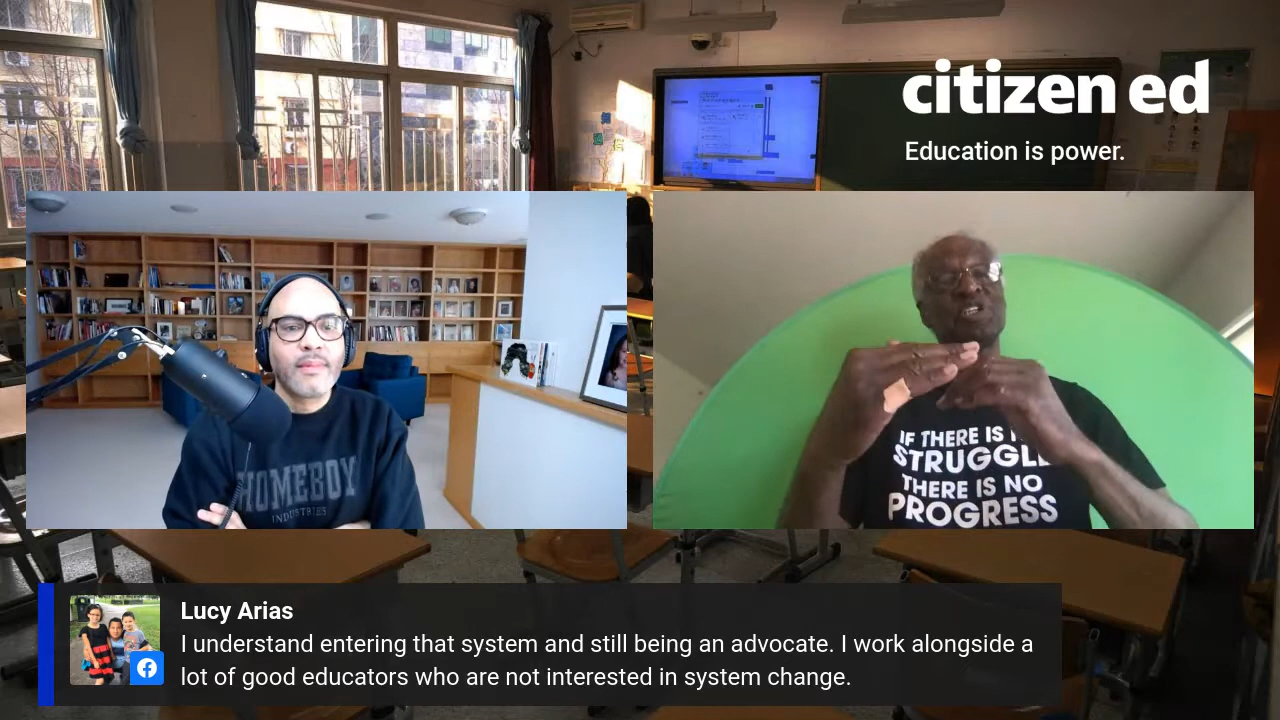 citizen ed
Education is power.
HOMEBOY
INDUSTRIES
IF THERE IS
STRUGGLE
THERE IS NO
PROGRESS
Lucy Arias
I understand entering that system and still being an advocate. I work alongside a
lot of good educators who are not interested in system change.